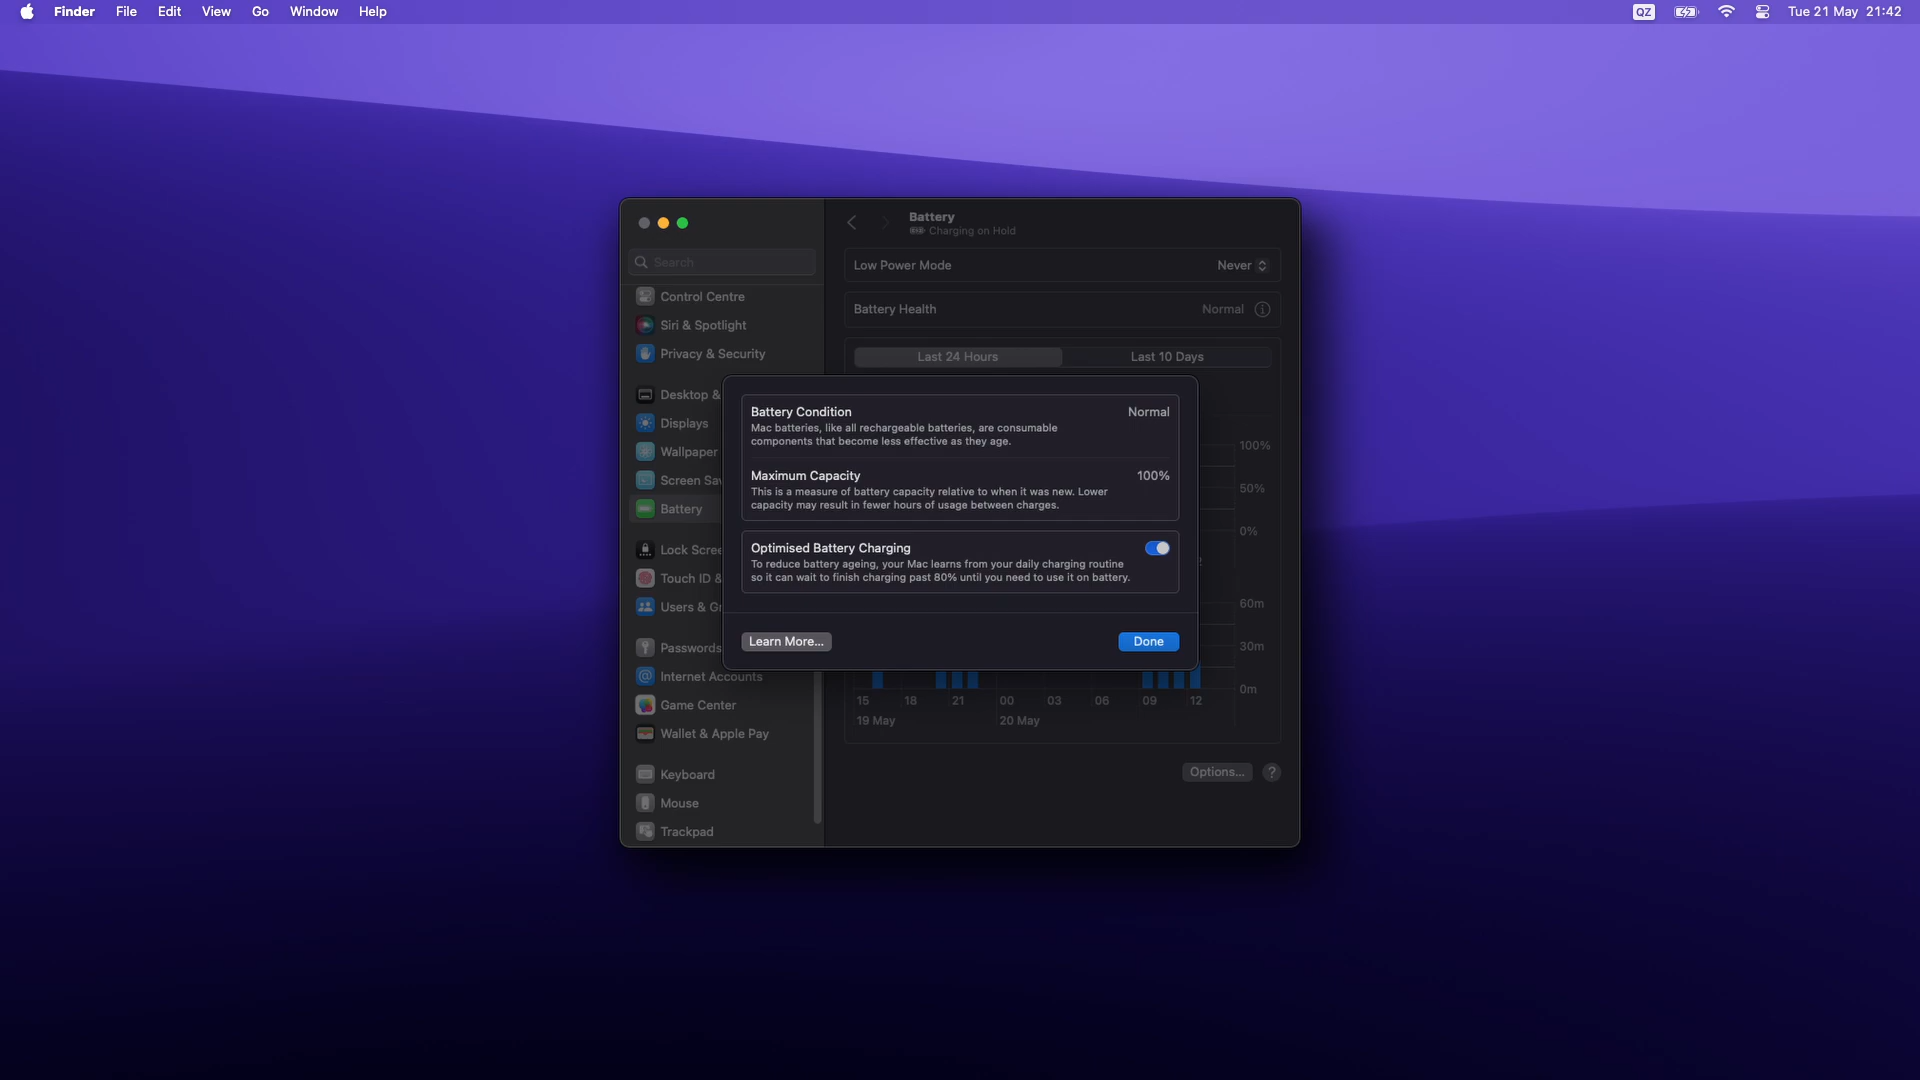 Finder File Edit View Go Window Help QZ Tue 21 May 21:42
Battery
Charging on Hold
Search
Low Power Mode Never
Battery Health Normal
Last 24 Hours Last 10 Days
Control Centre
Siri & Spotlight
Privacy & Security
Desktop &
Displays
Wallpaper
Screen Sav
Battery
Lock Scree
Touch ID &
Users & Gr
Passwords
Internet Accounts
Game Center
Wallet & Apple Pay
Keyboard
Mouse
Trackpad
Battery Condition Normal
Mac batteries, like all rechargeable batteries, are consumable
components that become less effective as they age.
Maximum Capacity 100%
This is a measure of battery capacity relative to when it was new. Lower
capacity may result in fewer hours of usage between charges.
Optimised Battery Charging
To reduce battery ageing, your Mac learns from your daily charging routine
so it can wait to finish charging past 80% until you need to use it on battery.
Learn More... Done
100%
50%
0%
60m
30m
0m
15 18 21 00 03 06 09 12
19 May 20 May
Options... ?